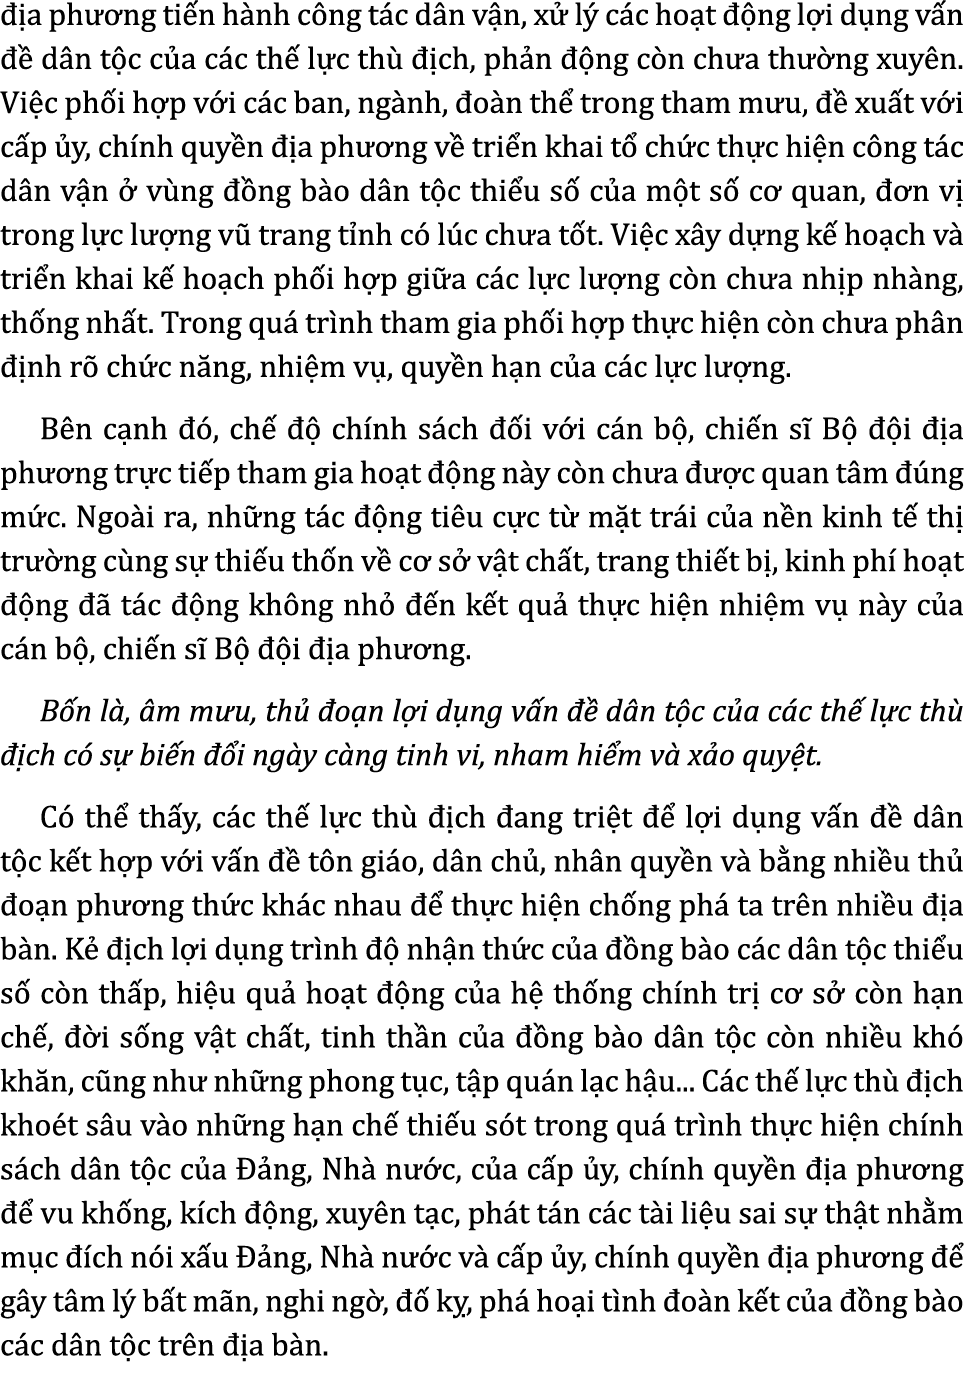 địa phương tiến hành công tác dân vận, xử lý các hoạt động lợi dụng vấn
đề dân tộc của các thế lực thù địch, phản động còn chưa thường xuyên.
Việc phối hợp với các ban, ngành, đoàn thể trong tham mưu, đề xuất với
cấp ủy, chính quyền địa phương về triển khai tổ chức thực hiện công tác
dân vận ở vùng đồng bào dân tộc thiểu số của một số cơ quan, đơn vị
trong lực lượng vũ trang tỉnh có lúc chưa tốt. Việc xây dựng kế hoạch và
triển khai kế hoạch phối hợp giữa các lực lượng còn chưa nhịp nhàng,
thống nhất. Trong quá trình tham gia phối hợp thực hiện còn chưa phân
định rõ chức năng, nhiệm vụ, quyền hạn của các lực lượng.
Bên cạnh đó, chế độ chính sách đối với cán bộ, chiến sĩ Bộ đội địa
phương trực tiếp tham gia hoạt động này còn chưa được quan tâm đúng
mức. Ngoài ra, những tác động tiêu cực từ mặt trái của nền kinh tế thị
trường cùng sự thiếu thốn về cơ sở vật chất, trang thiết bị, kinh phí hoạt
động đã tác động không nhỏ đến kết quả thực hiện nhiệm vụ này của
cán bộ, chiến sĩ Bộ đội địa phương.
Bốn là, âm mưu, thủ đoạn lợi dụng vấn đề dân tộc của các thế lực thù
địch có sự biến đổi ngày càng tinh vi, nham hiểm và xảo quyệt.
Có thể thấy, các thế lực thù địch đang triệt để lợi dụng vấn đề dân
tộc kết hợp với vấn đề tôn giáo, dân chủ, nhân quyền và bằng nhiều thủ
đoạn phương thức khác nhau để thực hiện chống phá ta trên nhiều địa
bàn. Kẻ địch lợi dụng trình độ nhận thức của đồng bào các dân tộc thiểu
số còn thấp, hiệu quả hoạt động của hệ thống chính trị cơ sở còn hạn
chế, đời sống vật chất, tinh thần của đồng bào dân tộc còn nhiều khó
khăn, cũng như những phong tục, tập quán lạc hậu... Các thế lực thù địch
khoét sâu vào những hạn chế thiếu sót trong quá trình thực hiện chính
sách dân tộc của Đảng, Nhà nước, của cấp ủy, chính quyền địa phương
để vu khống, kích động, xuyên tạc, phát tán các tài liệu sai sự thật nhằm
mục đích nói xấu Đảng, Nhà nước và cấp ủy, chính quyền địa phương để
gây tâm lý bất mãn, nghi ngờ, đố kỵ, phá hoại tình đoàn kết của đồng bào
các dân tộc trên địa bàn.